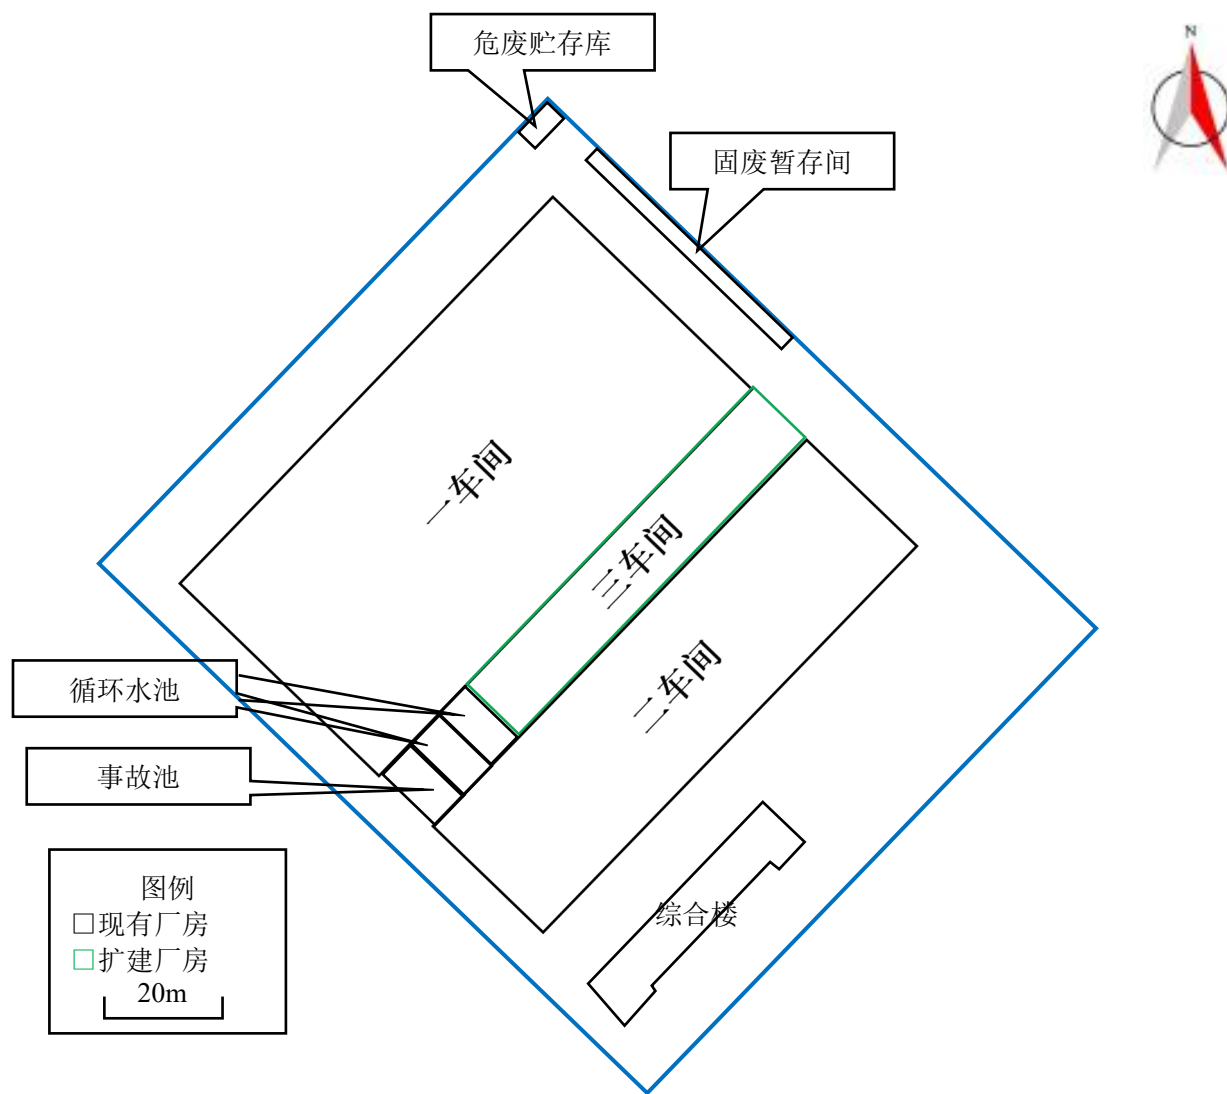 N
危废贮存库
固废暂存间
一车间
三车间
二车间
循环水池
事故池
综合楼
图例
现有厂房
扩建厂房
20m